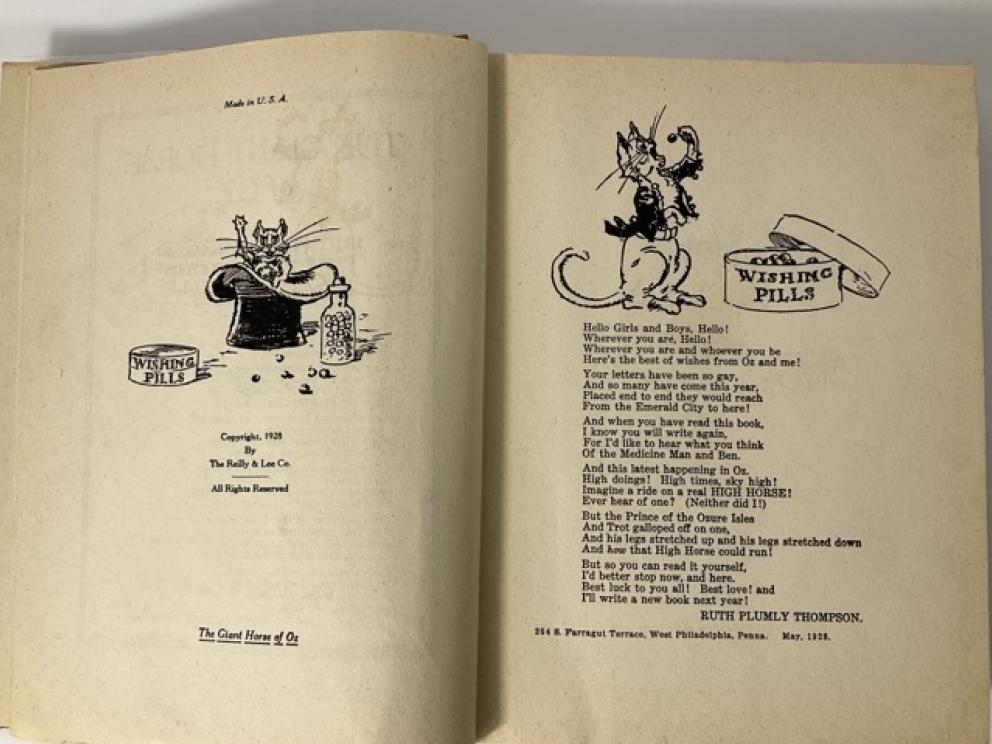 Made in U. S. A.
WISHING
PILLS
Copyright, 1928
By
The Reilly & Lee Co.
All Rights Reserved
The Giant Horse of Oz
WISHING
PILLS
Hello Girls and Boys, Hello!
Wherever you are, Hello!
Wherever you are and whoever you be
Here's the best of wishes from Oz and me!
Your letters have been so gay,
And so many have come this year,
Placed end to end they would reach
From the Emerald City to here!
And when you have read this book,
I know you will write again,
For I'd like to hear what you think
Of the Medicine Man and Ben.
And this latest happening in Oz.
High doings! High times, sky high!
Imagine a ride on a real HIGH HORSE!
Ever hear of one? (Neither did I!)
But the Prince of the Ozure Isles
And Trot galloped off on one,
And his legs stretched up and his legs stretched down
And how that High Horse could run!
But so you can read it yourself,
I'd better stop now, and here.
Best luck to you all! Best love! and
I'll write a new book next year!
RUTH PLUMLY THOMPSON.
254 S. Farragut Terrace, West Philadelphia, Penna. May, 1928.